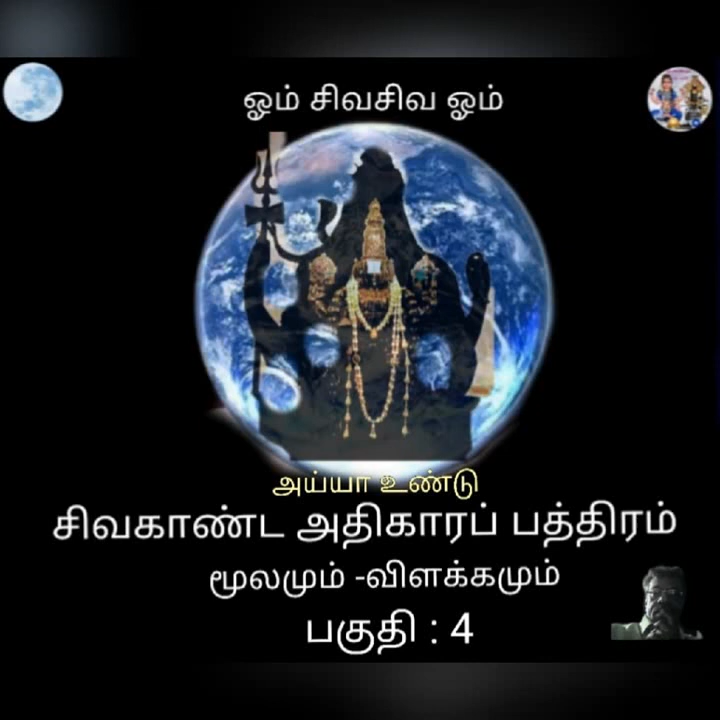 ஓம் சிவசிவ ஓம்
அய்யா உண்டு
சிவகாண்ட அதிகாரப் பத்திரம்
மூலமும் -விளக்கமும்
பகுதி : 4